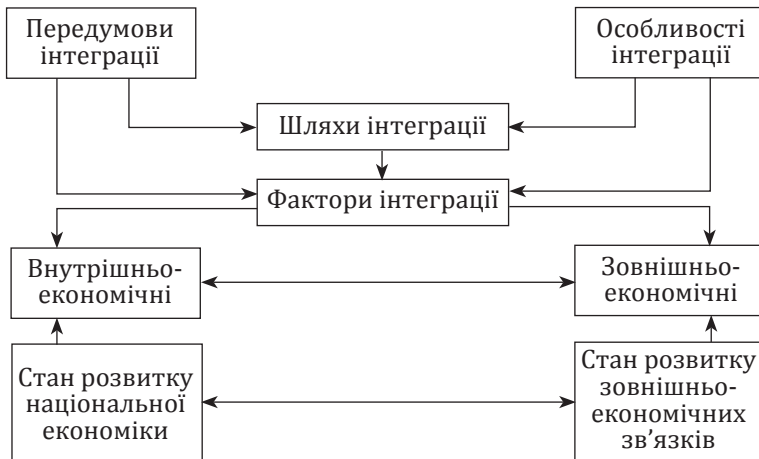 Передумови
інтеграції
Особливості
інтеграції
Шляхи інтеграції
Фактори інтеграції
Внутрішньо-
економічні
Зовнішньо-
економічні
Стан розвитку
національної
економіки
Стан розвитку
зовнішньо-
економічних
зв'язків